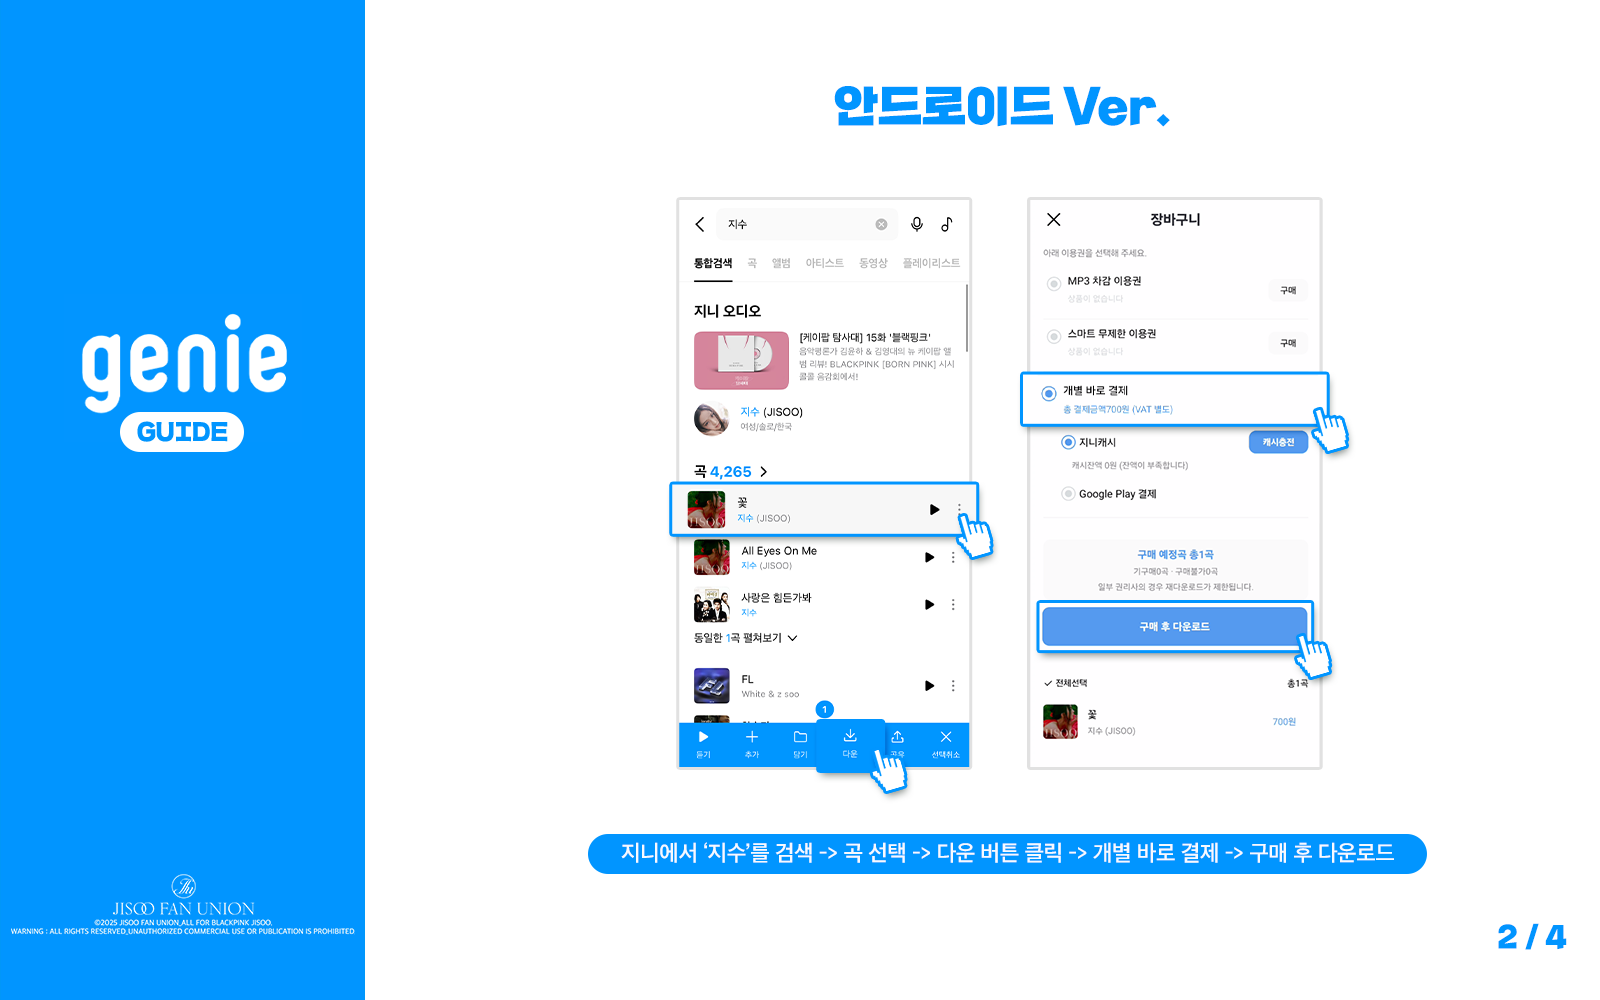 genie
GUIDE
JISOO FAN UNION
©2025 JISOO FAN UNION,ALL FOR BLACKPINK JISOO.
WARNING : ALL RIGHTS RESERVED,UNAUTHORIZED COMMERCIAL USE OR PUBLICATION IS PROHIBITED
안드로이드 Ver.
지수
통합검색 곡 앨범 아티스트 동영상 플레이리스트
지니 오디오
[케이팝 탐사대] 15화 '블랙핑크'
음악평론가 김윤하 & 김영대의 뉴 케이팝 앨
범 리뷰! BLACKPINK [BORN PINK] 시시
콜콜 음감회에서!
지수 (JISOO)
여성/솔로/한국
곡 4,265
JISOO
꽃
지수 (JISOO)
JISOO
All Eyes On Me
지수 (JISOO)
사랑은 힘든가봐
지수
동일한 1곡 펼쳐보기
FL
FL
White & z soo
1
듣기 추가 담기 다운 공유 선택취소
장바구니
아래 이용권을 선택해 주세요.
MP3 차감 이용권
상품이 없습니다
구매
스마트 무제한 이용권
상품이 없습니다
구매
개별 바로 결제
총 결제금액700원 (VAT 별도)
지니캐시
캐시충전
캐시잔액 0원 (잔액이 부족합니다)
Google Play 결제
구매 예정곡 총1곡
기구매0곡 · 구매불가0곡
일부 권리사의 경우 재다운로드가 제한됩니다.
구매 후 다운로드
전체선택
총1곡
JISOO
꽃
지수 (JISOO)
700원
지니에서 ‘지수’를 검색 -> 곡 선택 -> 다운 버튼 클릭 -> 개별 바로 결제 -> 구매 후 다운로드
2 / 4